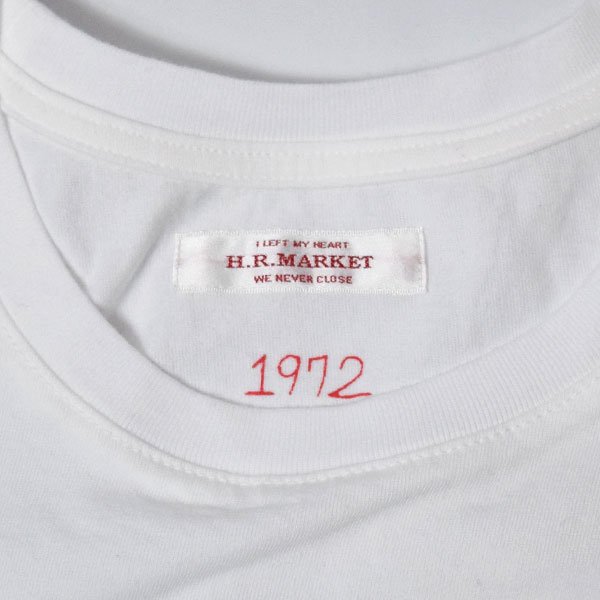 I LEFT MY HEART
H.R.MARKET
WE NEVER CLOSE
1972